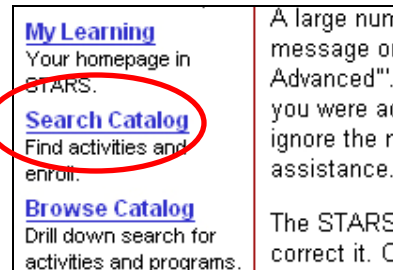 My Learning
Your homepage in
STARS.
Search Catalog
Find activities and
enroll.
Browse Catalog
Drill down search for
activities and programs.
A large num
message o
Advanced"'.
you were a
ignore the
assistance.
The STARS
correct it.